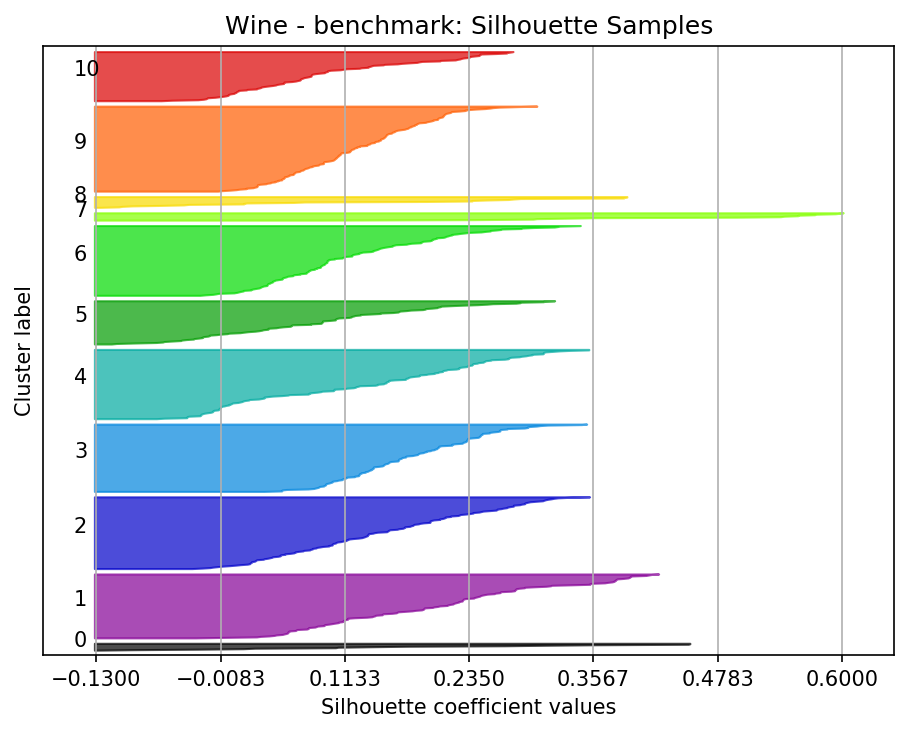 Wine - benchmark: Silhouette Samples
10
9
8
7
6
5
4
3
2
1
0
Cluster label
−0.1300 −0.0083 0.1133 0.2350 0.3567 0.4783 0.6000
Silhouette coefficient values